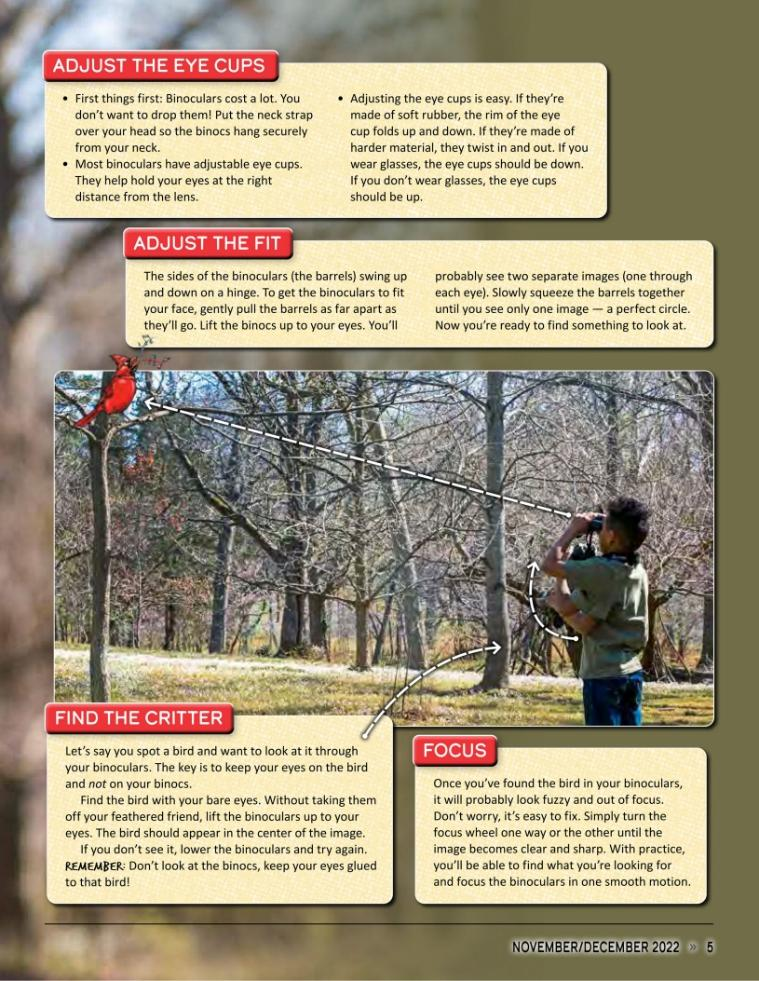 ADJUST THE EYE CUPS
• First things first: Binoculars cost a lot. You
don't want to drop them! Put the neck strap
over your head so the binocs hang securely
from your neck.
• Most binoculars have adjustable eye cups.
They help hold your eyes at the right
distance from the lens.
• Adjusting the eye cups is easy. If they're
made of soft rubber, the rim of the eye
cup folds up and down. If they're made of
harder material, they twist in and out. If you
wear glasses, the eye cups should be down.
If you don't wear glasses, the eye cups
should be up.
ADJUST THE FIT
The sides of the binoculars (the barrels) swing up
and down on a hinge. To get the binoculars to fit
your face, gently pull the barrels as far apart as
they'll go. Lift the binocs up to your eyes. You'll
probably see two separate images (one through
each eye). Slowly squeeze the barrels together
until you see only one image — a perfect circle.
Now you're ready to find something to look at.
FIND THE CRITTER
Let's say you spot a bird and want to look at it through
your binoculars. The key is to keep your eyes on the bird
and not on your binocs.
Find the bird with your bare eyes. Without taking them
off your feathered friend, lift the binoculars up to your
eyes. The bird should appear in the center of the image.
If you don't see it, lower the binoculars and try again.
REMEMBER: Don't look at the binocs, keep your eyes glued
to that bird!
FOCUS
Once you've found the bird in your binoculars,
it will probably look fuzzy and out of focus.
Don't worry, it's easy to fix. Simply turn the
focus wheel one way or the other until the
image becomes clear and sharp. With practice,
you'll be able to find what you're looking for
and focus the binoculars in one smooth motion.
NOVEMBER/DECEMBER 2022 » 5